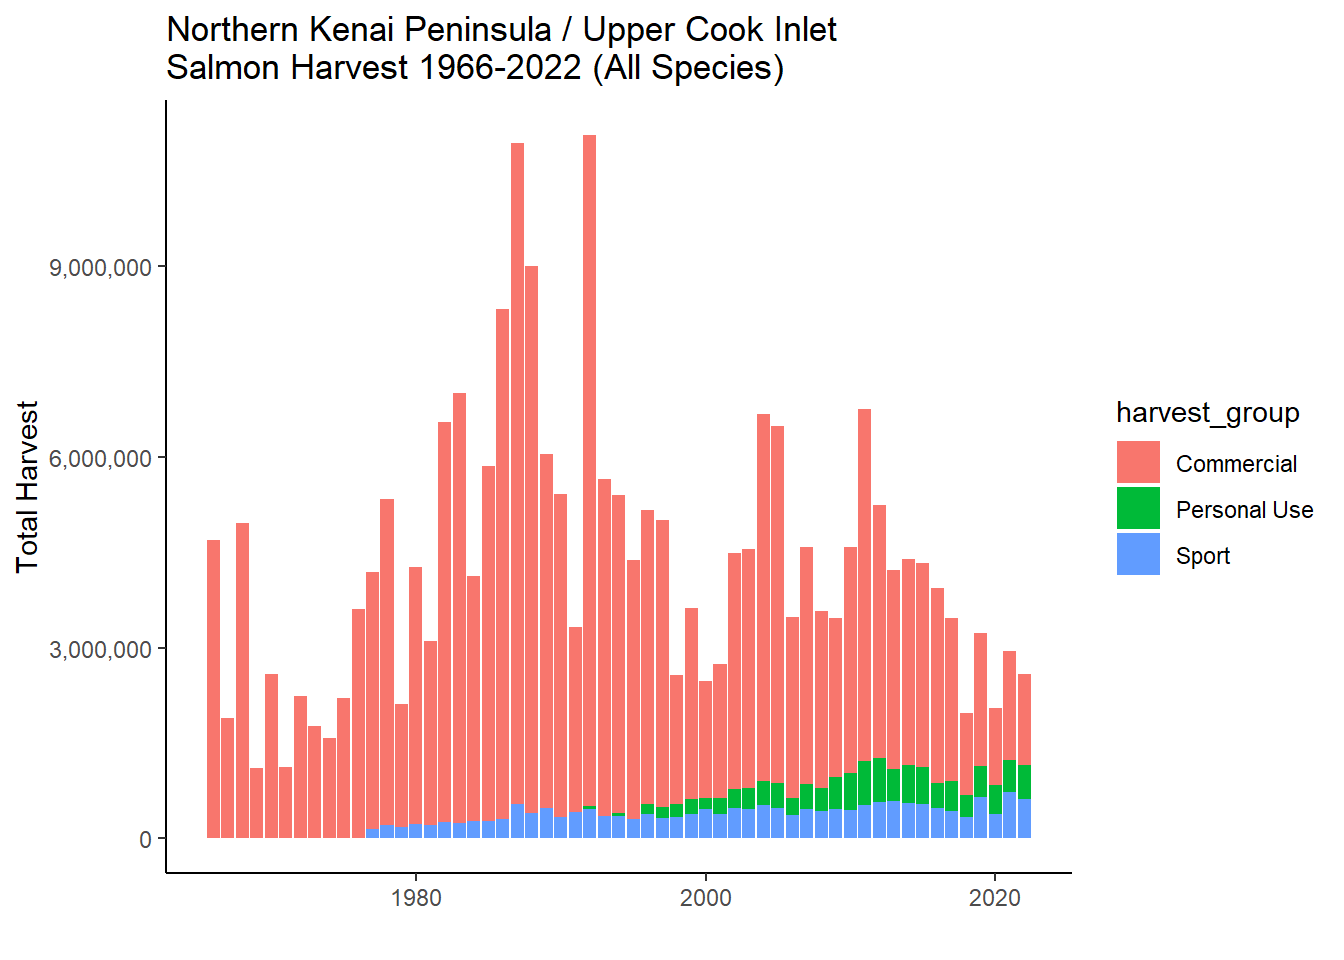 Northern Kenai Peninsula / Upper Cook Inlet
Salmon Harvest 1966-2022 (All Species)
Total Harvest
9,000,000
6,000,000
3,000,000
0
1980
2000
2020
harvest_group
Commercial
Personal Use
Sport